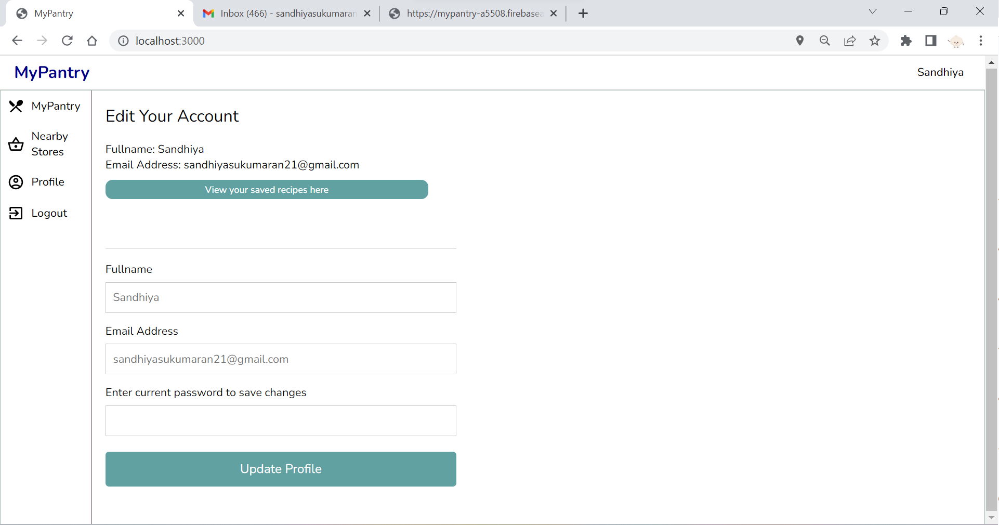 MyPantry
Inbox (466) - sandhiyasukumaran
https://mypantry-a5508.firebasea
localhost:3000
MyPantry
Sandhiya
MyPantry
Nearby
Stores
Profile
Logout
Edit Your Account
Fullname: Sandhiya
Email Address: sandhiyasukumaran21@gmail.com
View your saved recipes here
Fullname
Sandhiya
Email Address
sandhiyasukumaran21@gmail.com
Enter current password to save changes
Update Profile